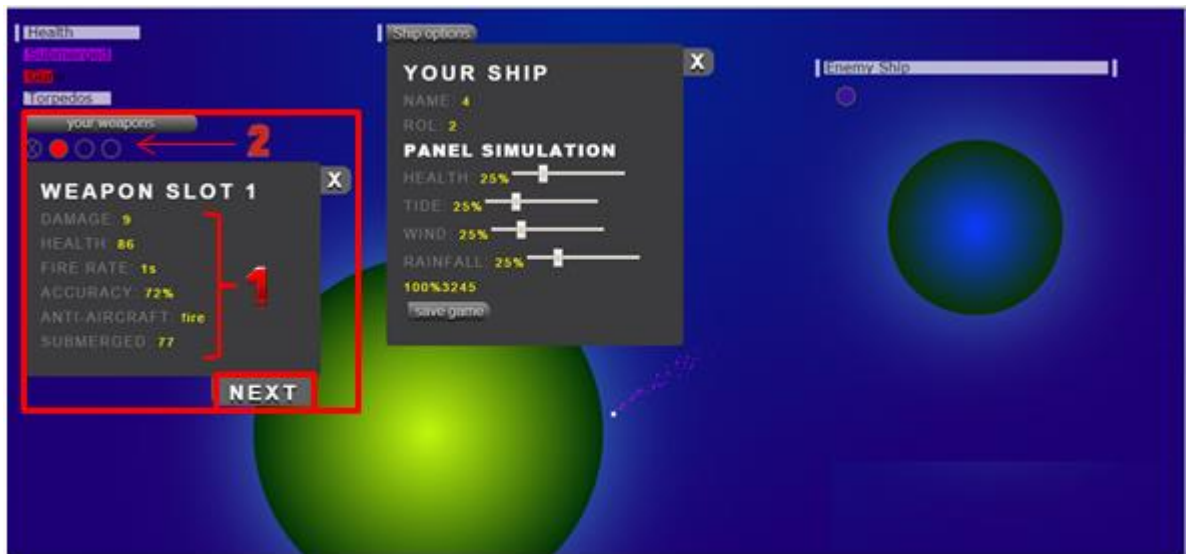 Health
Submerged
Torpedos
your weapons
X
2
WEAPON SLOT 1
X
DAMAGE: 9
HEALTH: 86
FIRE RATE: 1s
ACCURACY: 72%
ANTI-AIRCRAFT: fire
SUBMERGED: 77
1
NEXT
Ship options
X
YOUR SHIP
NAME: 4
ROL: 2
PANEL SIMULATION
HEALTH: 25%
TIDE: 25%
WIND: 25%
RAINFALL: 25%
100%3245
save game
Enemy Ship